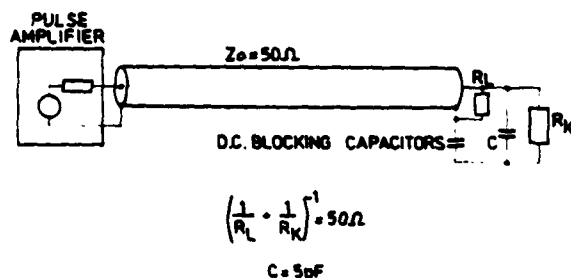 PULSE
AMPLIFIER
Zo = 50Ω
RL
D.C. BLOCKING CAPACITORS
C
RK
(1/RL + 1/RK)^-1 = 50Ω
C = 5pF